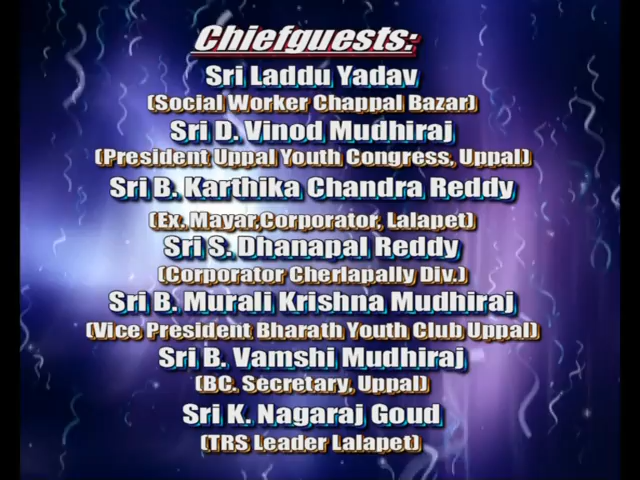 Chiefguests:
Sri Laddu Yadav
(Social Worker Chappal Bazar)
Sri D. Vinod Mudhiraj
(President Uppal Youth Congress, Uppal)
Sri B. Karthika Chandra Reddy
(Ex. Mayar,Corporator, Lalapet)
Sri S. Dhanapal Reddy
(Corporator Cherlapally Div.)
Sri B. Murali Krishna Mudhiraj
(Vice President Bharath Youth Club Uppal)
Sri B. Vamshi Mudhiraj
(BC. Secretary, Uppal)
Sri K. Nagaraj Goud
(TRS Leader Lalapet)